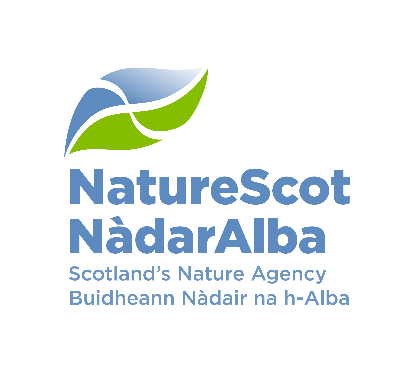 NatureScot
NàdarAlba
Scotland's Nature Agency
Buidheann Nàdair na h-Alba